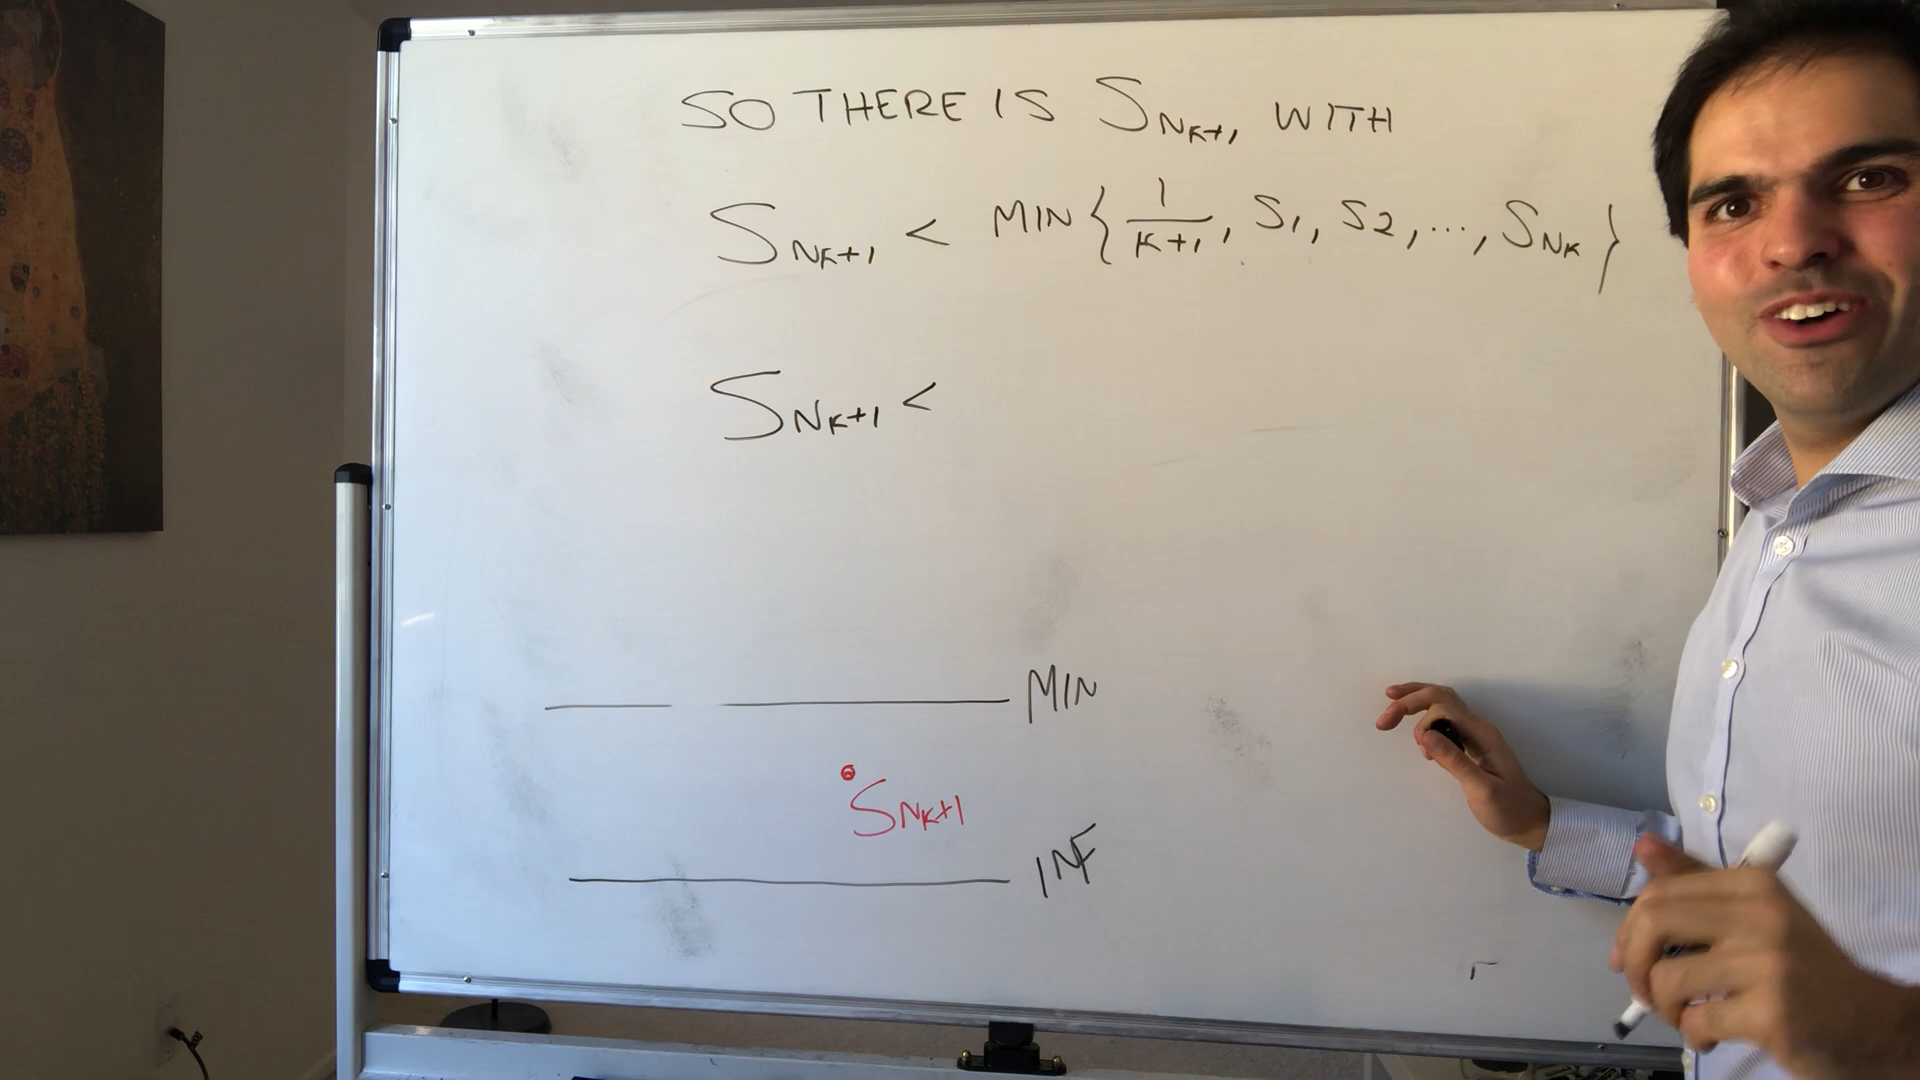 SO THERE IS S_{N_{K+1}} WITH
S_{N_{K+1}} < MIN { \frac{1}{K+1}, S_1, S_2, ..., S_{N_K} }
S_{N_{K+1}} <
MIN
S_{N_{K+1}}
INF